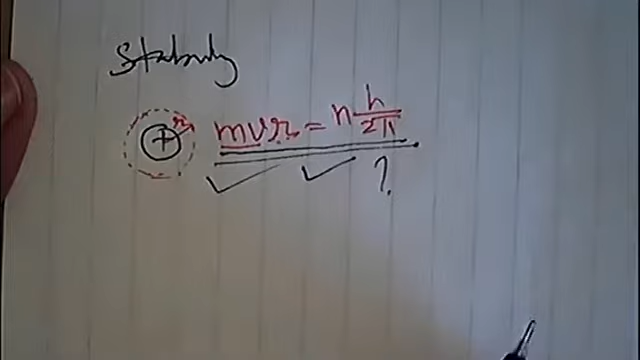 Stability
+ r mvr = n h/2π
?